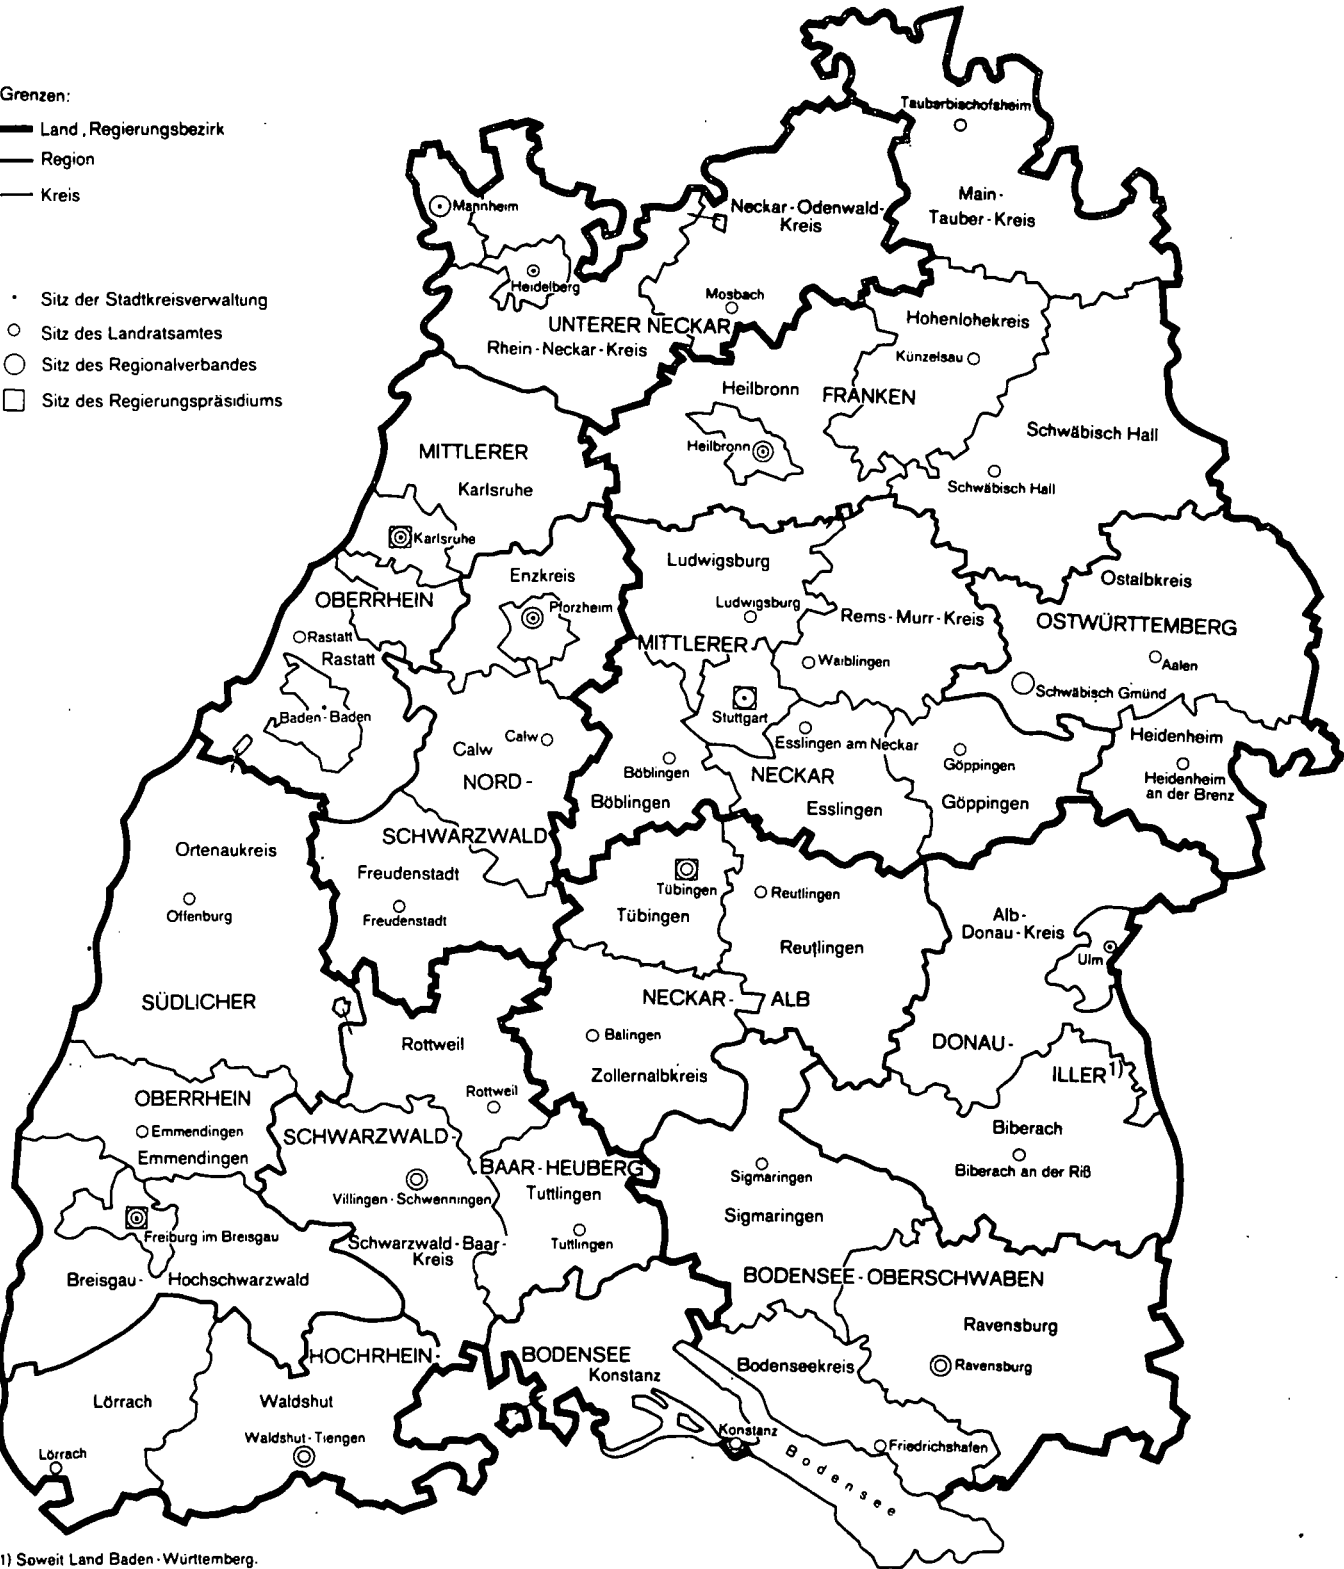 Grenzen:
Land, Regierungsbezirk
Region
Kreis
Sitz der Stadtkreisverwaltung
Sitz des Landratsamtes
Sitz des Regionalverbandes
Sitz des Regierungspräsidiums
Tauberbischofsheim
Main-
Tauber-Kreis
Mannheim
Neckar-Odenwald-
Kreis
Heidelberg
Mosbach
UNTERER NECKAR
Rhein-Neckar-Kreis
Hohenlohekreis
Künzelsau
Heilbronn
FRANKEN
Heilbronn
Schwäbisch Hall
Schwäbisch Hall
MITTLERER
Karlsruhe
Karlsruhe
OBERRHEIN
Rastatt
Rastatt
Baden-Baden
Enzkreis
Pforzheim
Ludwigsburg
Ludwigsburg
Rems-Murr-Kreis
MITTLERER
Waiblingen
Stuttgart
Ostalbkreis
OSTWÜRTTEMBERG
Aalen
Schwäbisch Gmünd
Heidenheim
Heidenheim
an der Brenz
Calw
Calw
NORD-
SCHWARZWALD
Böblingen
Böblingen
Esslingen am Neckar
NECKAR
Esslingen
Göppingen
Göppingen
Ortenaukreis
Offenburg
Freudenstadt
Freudenstadt
Tübingen
Tübingen
Reutlingen
Reutlingen
Alb-
Donau-Kreis
Ulm
SÜDLICHER
NECKAR-ALB
Rottweil
Rottweil
Balingen
Zollernalbkreis
DONAU-
ILLER 1)
OBERRHEIN
Emmendingen
Emmendingen
SCHWARZWALD-
BAAR-HEUBERG
Villingen-Schwenningen
Tuttlingen
Tuttlingen
Biberach
Biberach an der Riß
Sigmaringen
Sigmaringen
Freiburg im Breisgau
Breisgau-Hochschwarzwald
Schwarzwald-Baar-
Kreis
BODENSEE-OBERSCHWABEN
Ravensburg
Ravensburg
HOCHRHEIN-
BODENSEE
Konstanz
Bodenseekreis
Lörrach
Lörrach
Waldshut
Waldshut-Tiengen
Konstanz
Friedrichshafen
Bodensee
1) Soweit Land Baden-Württemberg.